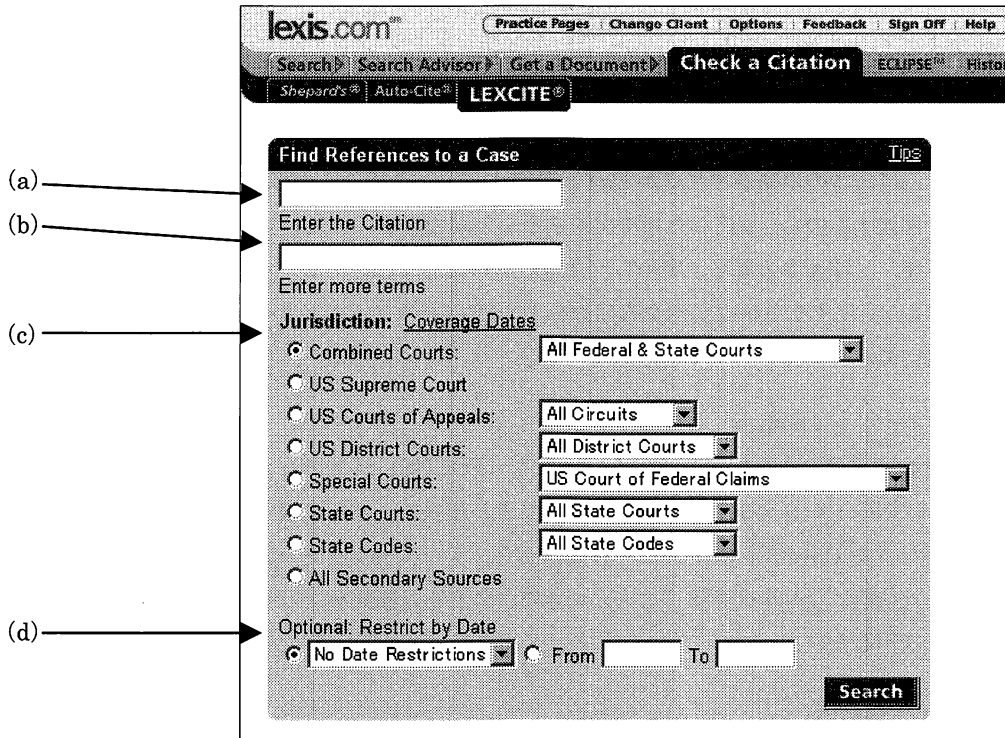 lexis.com℠
Practice Pages Change Client Options Feedback Sign Off Help
Search Search Advisor Get a Document Check a Citation ECLIPSE™ Histor
Shepard's® Auto-Cite® LEXCITE®
Find References to a Case Tips
(a)
Enter the Citation
(b)
Enter more terms
Jurisdiction: Coverage Dates
(c)
Combined Courts: All Federal & State Courts
US Supreme Court
US Courts of Appeals: All Circuits
US District Courts: All District Courts
Special Courts: US Court of Federal Claims
State Courts: All State Courts
State Codes: All State Codes
All Secondary Sources
(d)
Optional: Restrict by Date
No Date Restrictions From To
Search